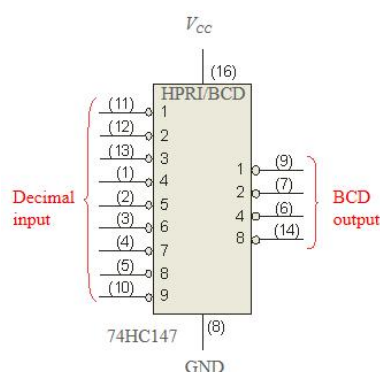 VCC
(16)
HPRI/BCD
(11) 1
(12) 2
(13) 3
(1) 4
(2) 5
(3) 6
(4) 7
(5) 8
(10) 9
1 (9)
2 (7)
4 (6)
8 (14)
Decimal
input
BCD
output
74HC147
(8)
GND